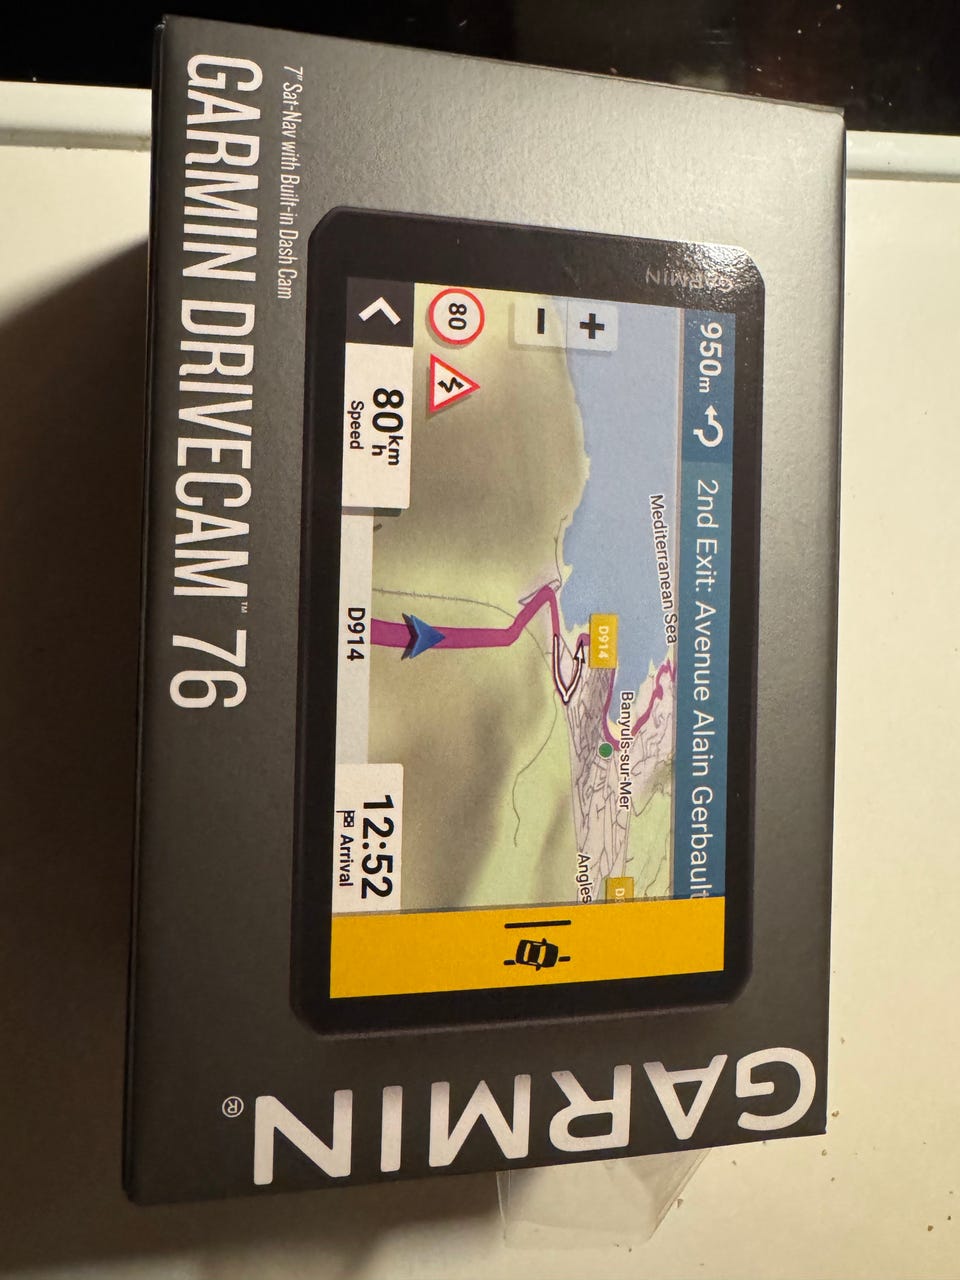 GARMIN®
GARMIN
950m
2nd Exit: Avenue Alain Gerbault
Mediterranean Sea
+
-
D914
Banyuls-sur-Mer
Angles
80
80 km
h
Speed
D914
12:52
Arrival
7" Sat-Nav with Built-in Dash Cam
GARMIN DRIVECAM™ 76